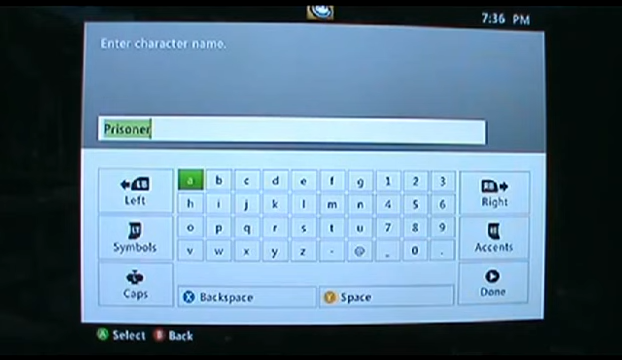 7:36 PM
Enter character name.
Prisoner
LB Left
a b c d e f g 1 2 3
RB Right
h i j k l m n 4 5 6
LT Symbols
o p q r s t u 7 8 9
Accents
v w x y z - @ _ 0 .
Caps
X Backspace
Y Space
Done
A Select B Back